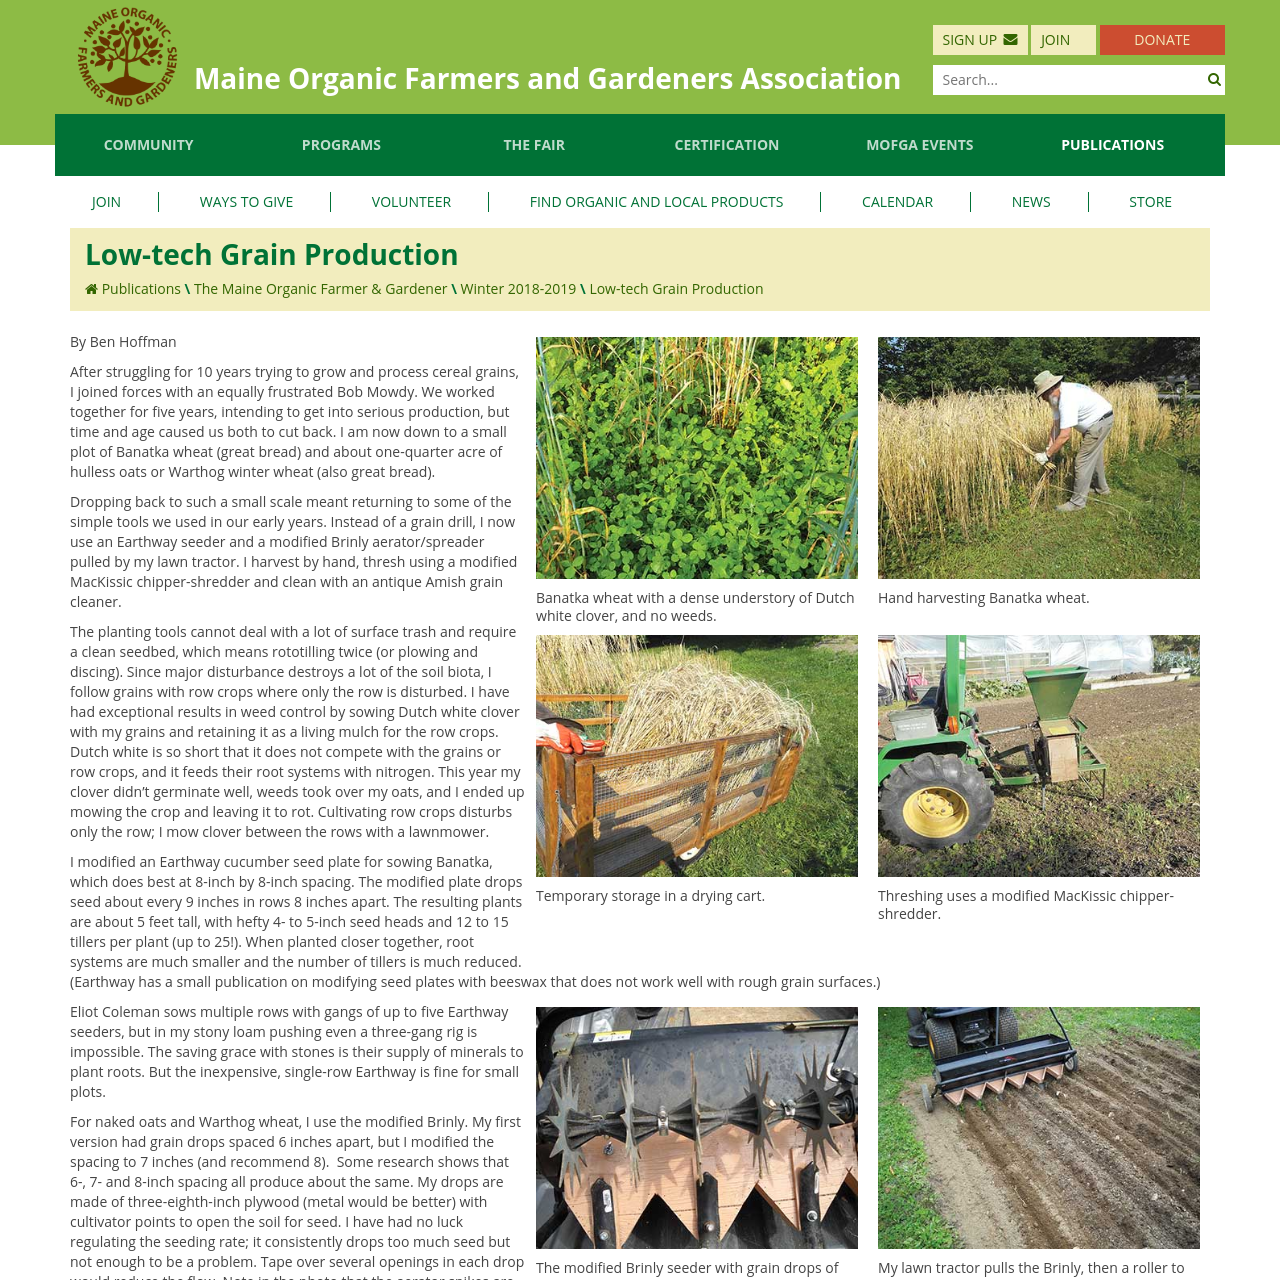 MAINE ORGANIC
FARMERS AND GARDENERS
Maine Organic Farmers and Gardeners Association
SIGN UP
JOIN
DONATE
Search...
COMMUNITY
PROGRAMS
THE FAIR
CERTIFICATION
MOFGA EVENTS
PUBLICATIONS
JOIN
WAYS TO GIVE
VOLUNTEER
FIND ORGANIC AND LOCAL PRODUCTS
CALENDAR
NEWS
STORE
Low-tech Grain Production
Publications \ The Maine Organic Farmer & Gardener \ Winter 2018-2019 \ Low-tech Grain Production
By Ben Hoffman
After struggling for 10 years trying to grow and process cereal grains,
I joined forces with an equally frustrated Bob Mowdy. We worked
together for five years, intending to get into serious production, but
time and age caused us both to cut back. I am now down to a small
plot of Banatka wheat (great bread) and about one-quarter acre of
hulless oats or Warthog winter wheat (also great bread).
Dropping back to such a small scale meant returning to some of the
simple tools we used in our early years. Instead of a grain drill, I now
use an Earthway seeder and a modified Brinly aerator/spreader
pulled by my lawn tractor. I harvest by hand, thresh using a modified
MacKissic chipper-shredder and clean with an antique Amish grain
cleaner.
The planting tools cannot deal with a lot of surface trash and require
a clean seedbed, which means rototilling twice (or plowing and
discing). Since major disturbance destroys a lot of the soil biota, I
follow grains with row crops where only the row is disturbed. I have
had exceptional results in weed control by sowing Dutch white clover
with my grains and retaining it as a living mulch for the row crops.
Dutch white is so short that it does not compete with the grains or
row crops, and it feeds their root systems with nitrogen. This year my
clover didn’t germinate well, weeds took over my oats, and I ended up
mowing the crop and leaving it to rot. Cultivating row crops disturbs
only the row; I mow clover between the rows with a lawnmower.
I modified an Earthway cucumber seed plate for sowing Banatka,
which does best at 8-inch by 8-inch spacing. The modified plate drops
seed about every 9 inches in rows 8 inches apart. The resulting plants
are about 5 feet tall, with hefty 4- to 5-inch seed heads and 12 to 15
tillers per plant (up to 25!). When planted closer together, root
systems are much smaller and the number of tillers is much reduced.
(Earthway has a small publication on modifying seed plates with beeswax that does not work well with rough grain surfaces.)
Eliot Coleman sows multiple rows with gangs of up to five Earthway
seeders, but in my stony loam pushing even a three-gang rig is
impossible. The saving grace with stones is their supply of minerals to
plant roots. But the inexpensive, single-row Earthway is fine for small
plots.
For naked oats and Warthog wheat, I use the modified Brinly. My first
version had grain drops spaced 6 inches apart, but I modified the
spacing to 7 inches (and recommend 8).  Some research shows that
6-, 7- and 8-inch spacing all produce about the same. My drops are
made of three-eighth-inch plywood (metal would be better) with
cultivator points to open the soil for seed. I have had no luck
regulating the seeding rate; it consistently drops too much seed but
not enough to be a problem. Tape over several openings in each drop
would reduce the flow. Note in the photo that the aerator spikes are
Banatka wheat with a dense understory of Dutch
white clover, and no weeds.
Hand harvesting Banatka wheat.
Temporary storage in a drying cart.
Threshing uses a modified MacKissic chipper-
shredder.
The modified Brinly seeder with grain drops of
My lawn tractor pulls the Brinly, then a roller to